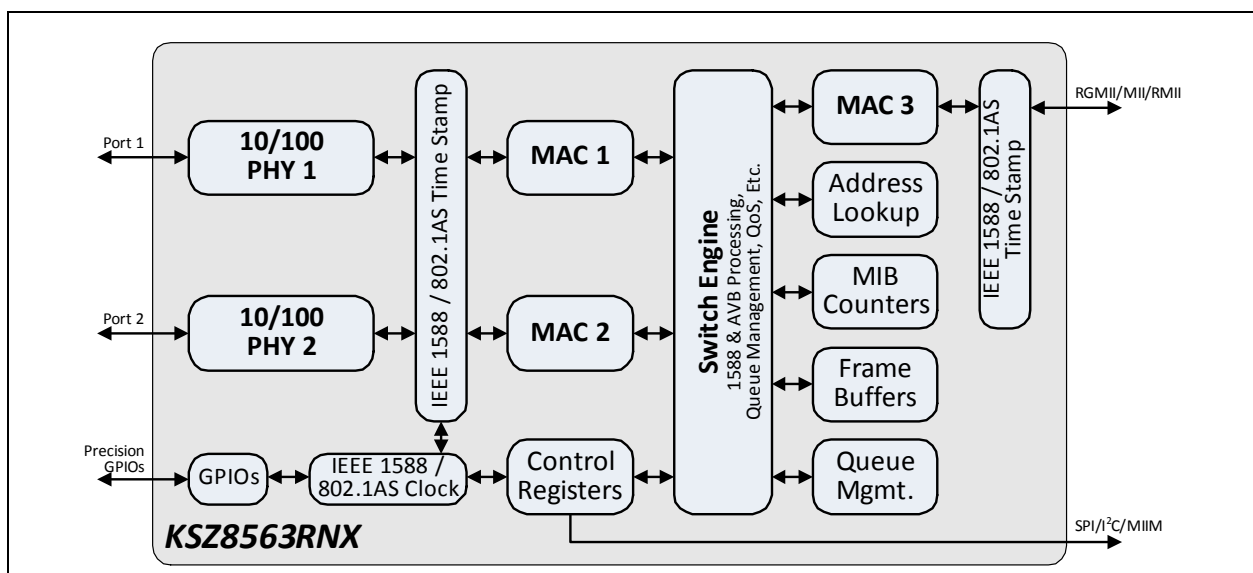 Port 1
10/100
PHY 1
IEEE 1588 / 802.1AS Time Stamp
MAC 1
Switch Engine
1588 & AVB Processing,
Queue Management, QoS, Etc.
MAC 3
IEEE 1588 / 802.1AS
Time Stamp
RGMII/MII/RMII
Address
Lookup
Port 2
10/100
PHY 2
MAC 2
MIB
Counters
Frame
Buffers
Precision
GPIOs
GPIOs
IEEE 1588 /
802.1AS Clock
Control
Registers
Queue
Mgmt.
KSZ8563RNX
SPI/I²C/MIIM